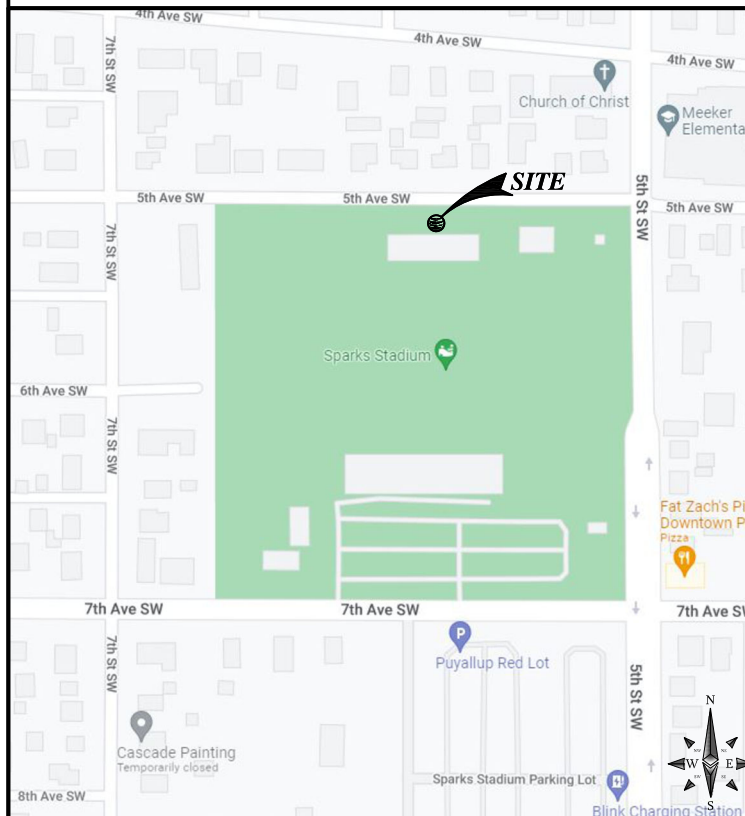 4th Ave SW
4th Ave SW
4th Ave SW
7th St SW
Church of Christ
Meeker
Elementa
SITE
5th Ave SW
5th Ave SW
5th St SW
5th Ave SW
7th St SW
Sparks Stadium
6th Ave SW
7th St SW
Fat Zach's Pi
Downtown P
Pizza
7th Ave SW
7th Ave SW
7th Ave SW
P
Puyallup Red Lot
7th St SW
5th St SW
N
W
E
S
Cascade Painting
Temporarily closed
Sparks Stadium Parking Lot
8th Ave SW
Blink Charging Station